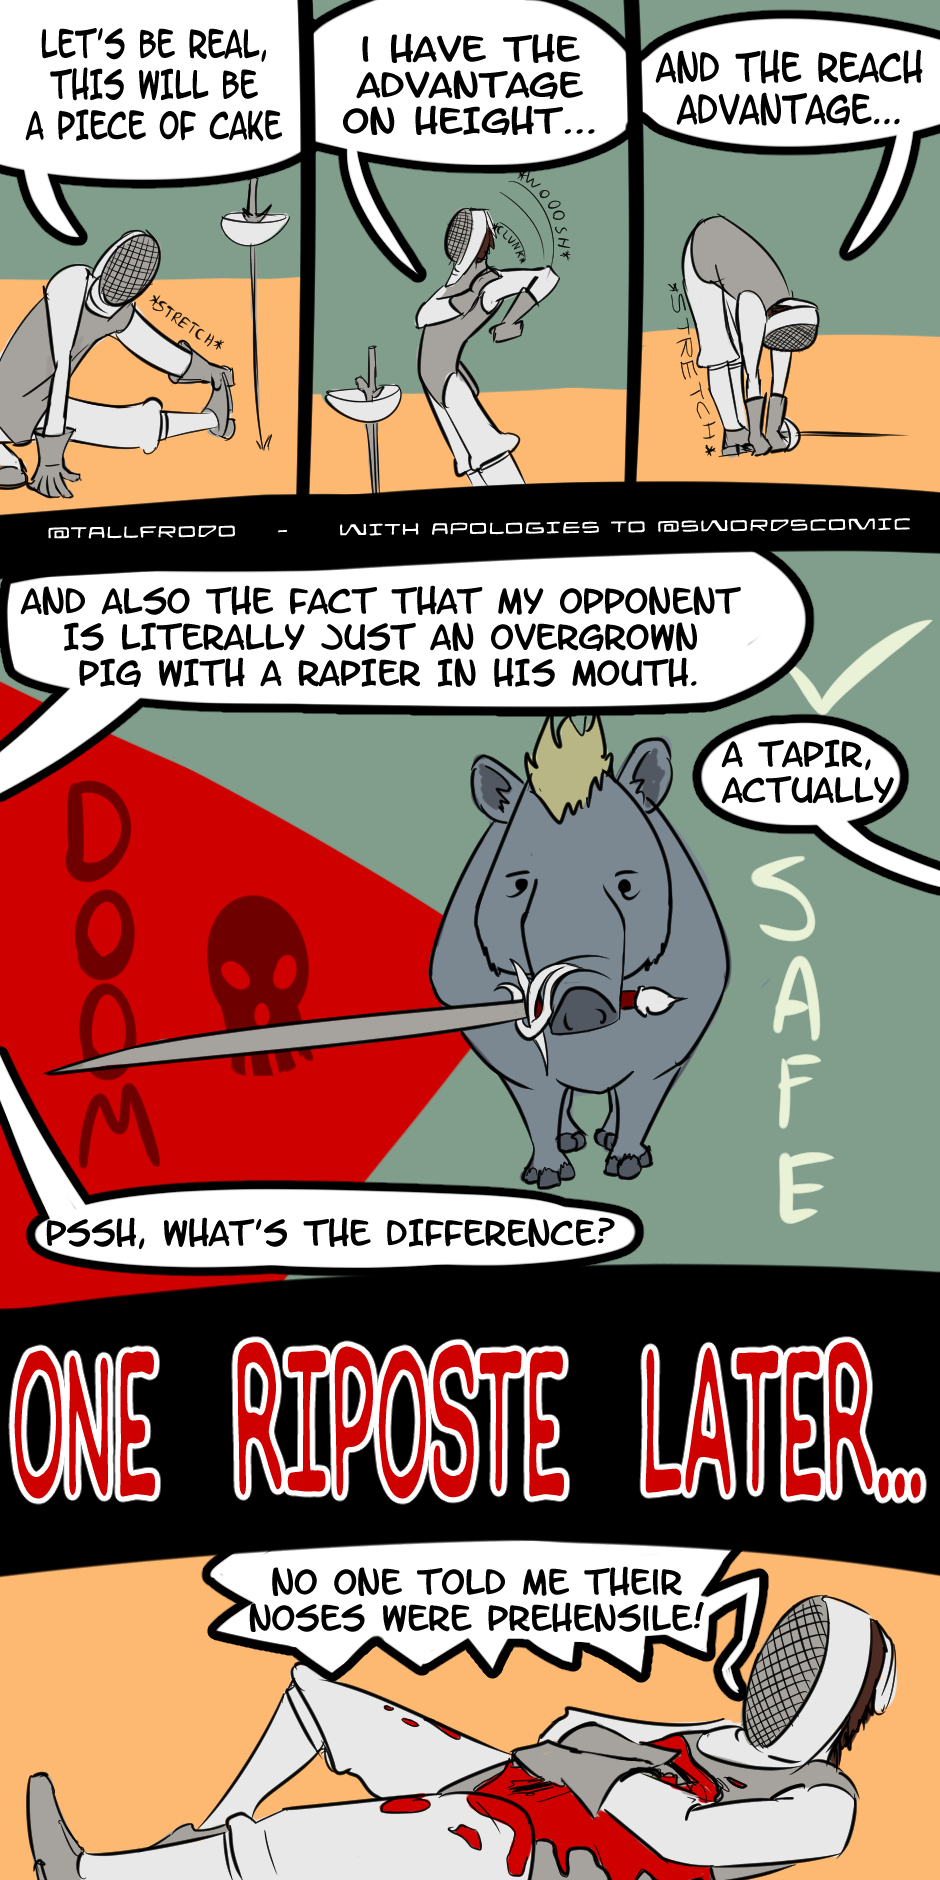 LET'S BE REAL,
THIS WILL BE
A PIECE OF CAKE
*STRETCH*
I HAVE THE
ADVANTAGE
ON HEIGHT...
*WOOOSH*
*CLUNK*
AND THE REACH
ADVANTAGE...
*STRETCH*
@TALLFRODO - WITH APOLOGIES TO @SWORDSCOMIC
AND ALSO THE FACT THAT MY OPPONENT
IS LITERALLY JUST AN OVERGROWN
PIG WITH A RAPIER IN HIS MOUTH.
A TAPIR,
ACTUALLY
DOOM
SAFE
PSSH, WHAT'S THE DIFFERENCE?
ONE RIPOSTE LATER...
NO ONE TOLD ME THEIR
NOSES WERE PREHENSILE!